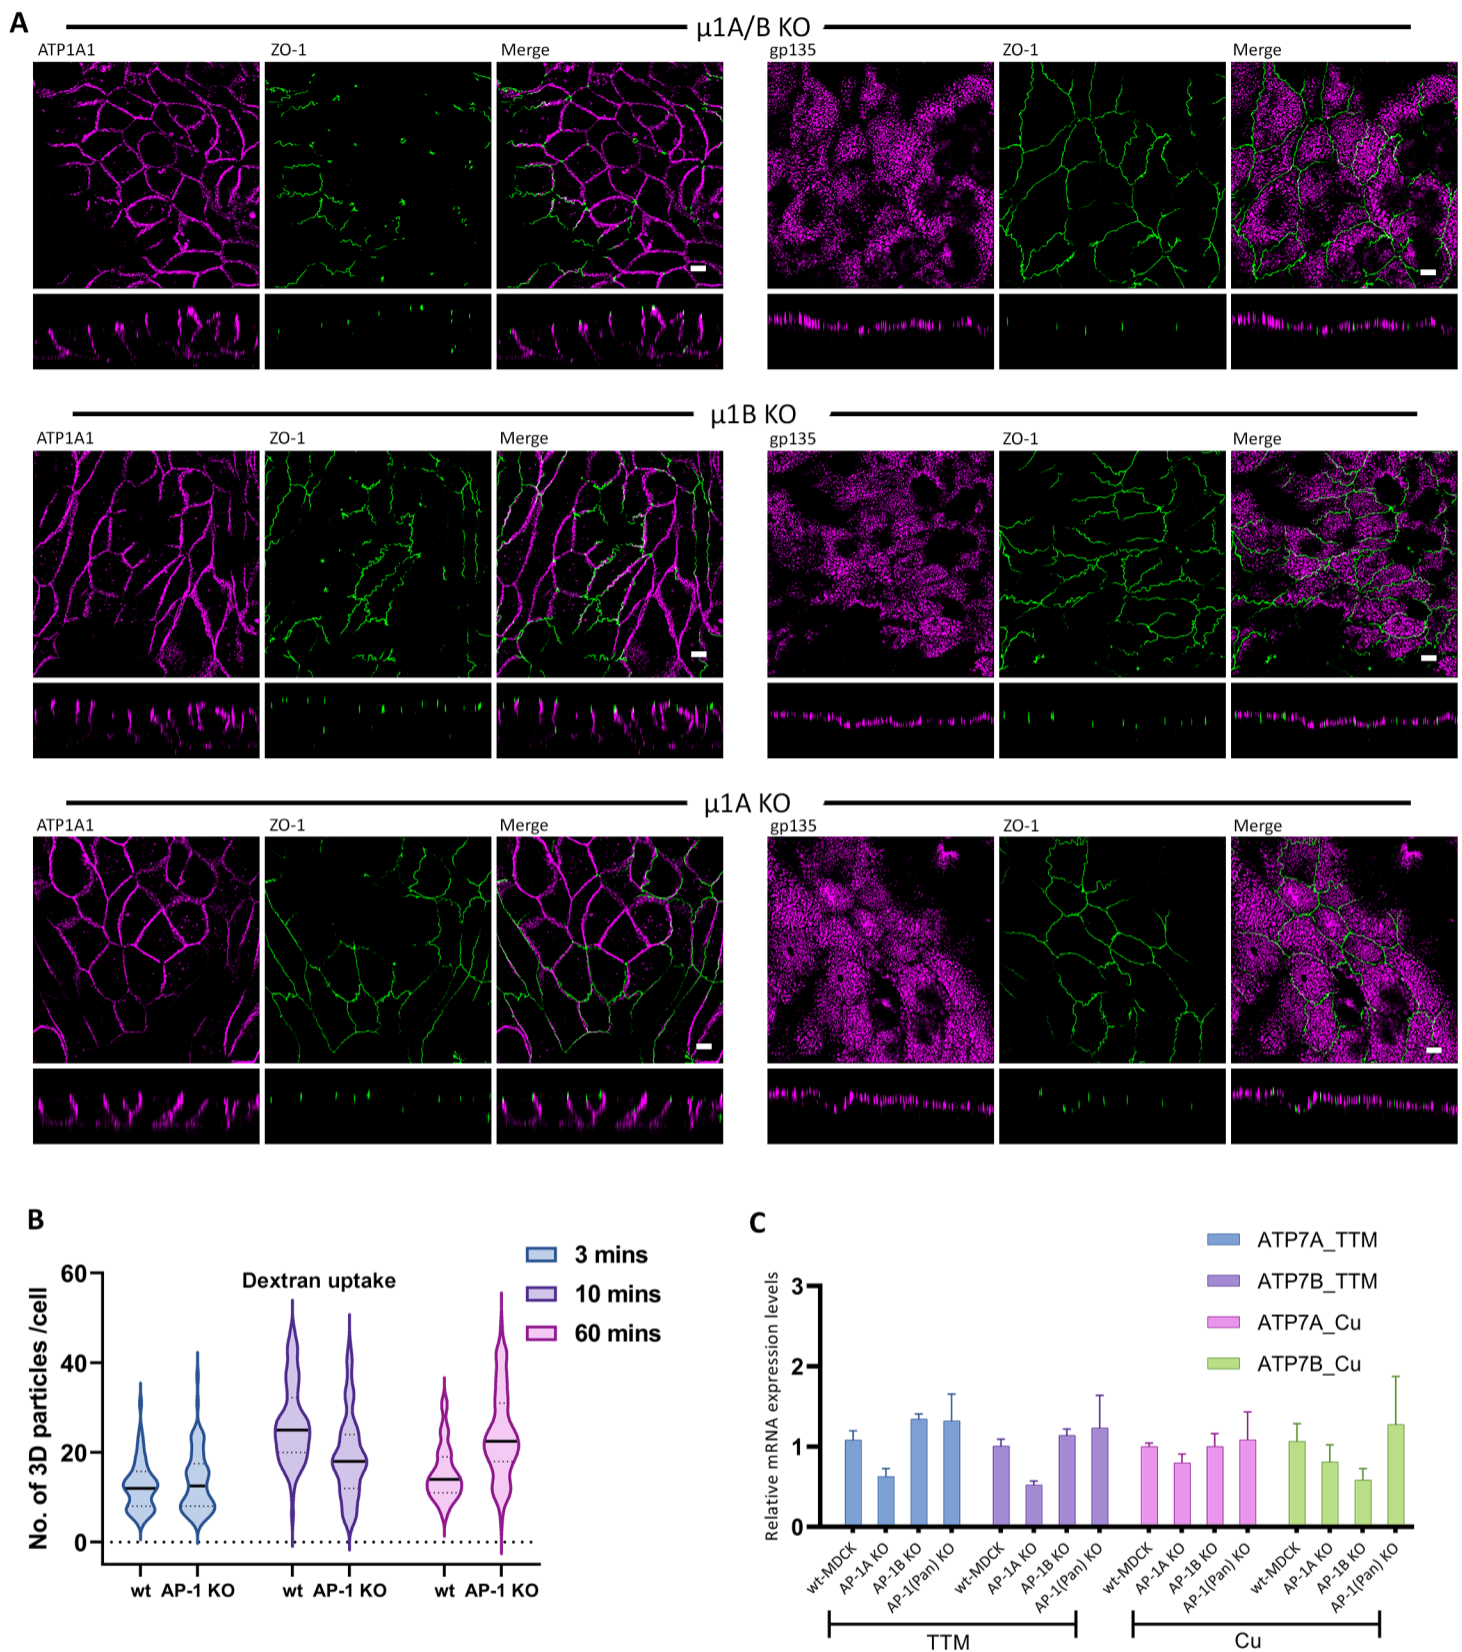 A
µ1A/B KO
ATP1A1 ZO-1 Merge gp135 ZO-1 Merge
µ1B KO
ATP1A1 ZO-1 Merge gp135 ZO-1 Merge
µ1A KO
ATP1A1 ZO-1 Merge gp135 ZO-1 Merge
B
Dextran uptake
3 mins
10 mins
60 mins
No. of 3D particles /cell
60
40
20
0
wt AP-1 KO wt AP-1 KO wt AP-1 KO
C
ATP7A_TTM
ATP7B_TTM
ATP7A_Cu
ATP7B_Cu
Relative mRNA expression levels
3
2
1
0
wt-MDCK AP-1A KO AP-1B KO AP-1(Pan) KO wt-MDCK AP-1A KO AP-1B KO AP-1(Pan) KO wt-MDCK AP-1A KO AP-1B KO AP-1(Pan) KO wt-MDCK AP-1A KO AP-1B KO AP-1(Pan) KO
TTM Cu